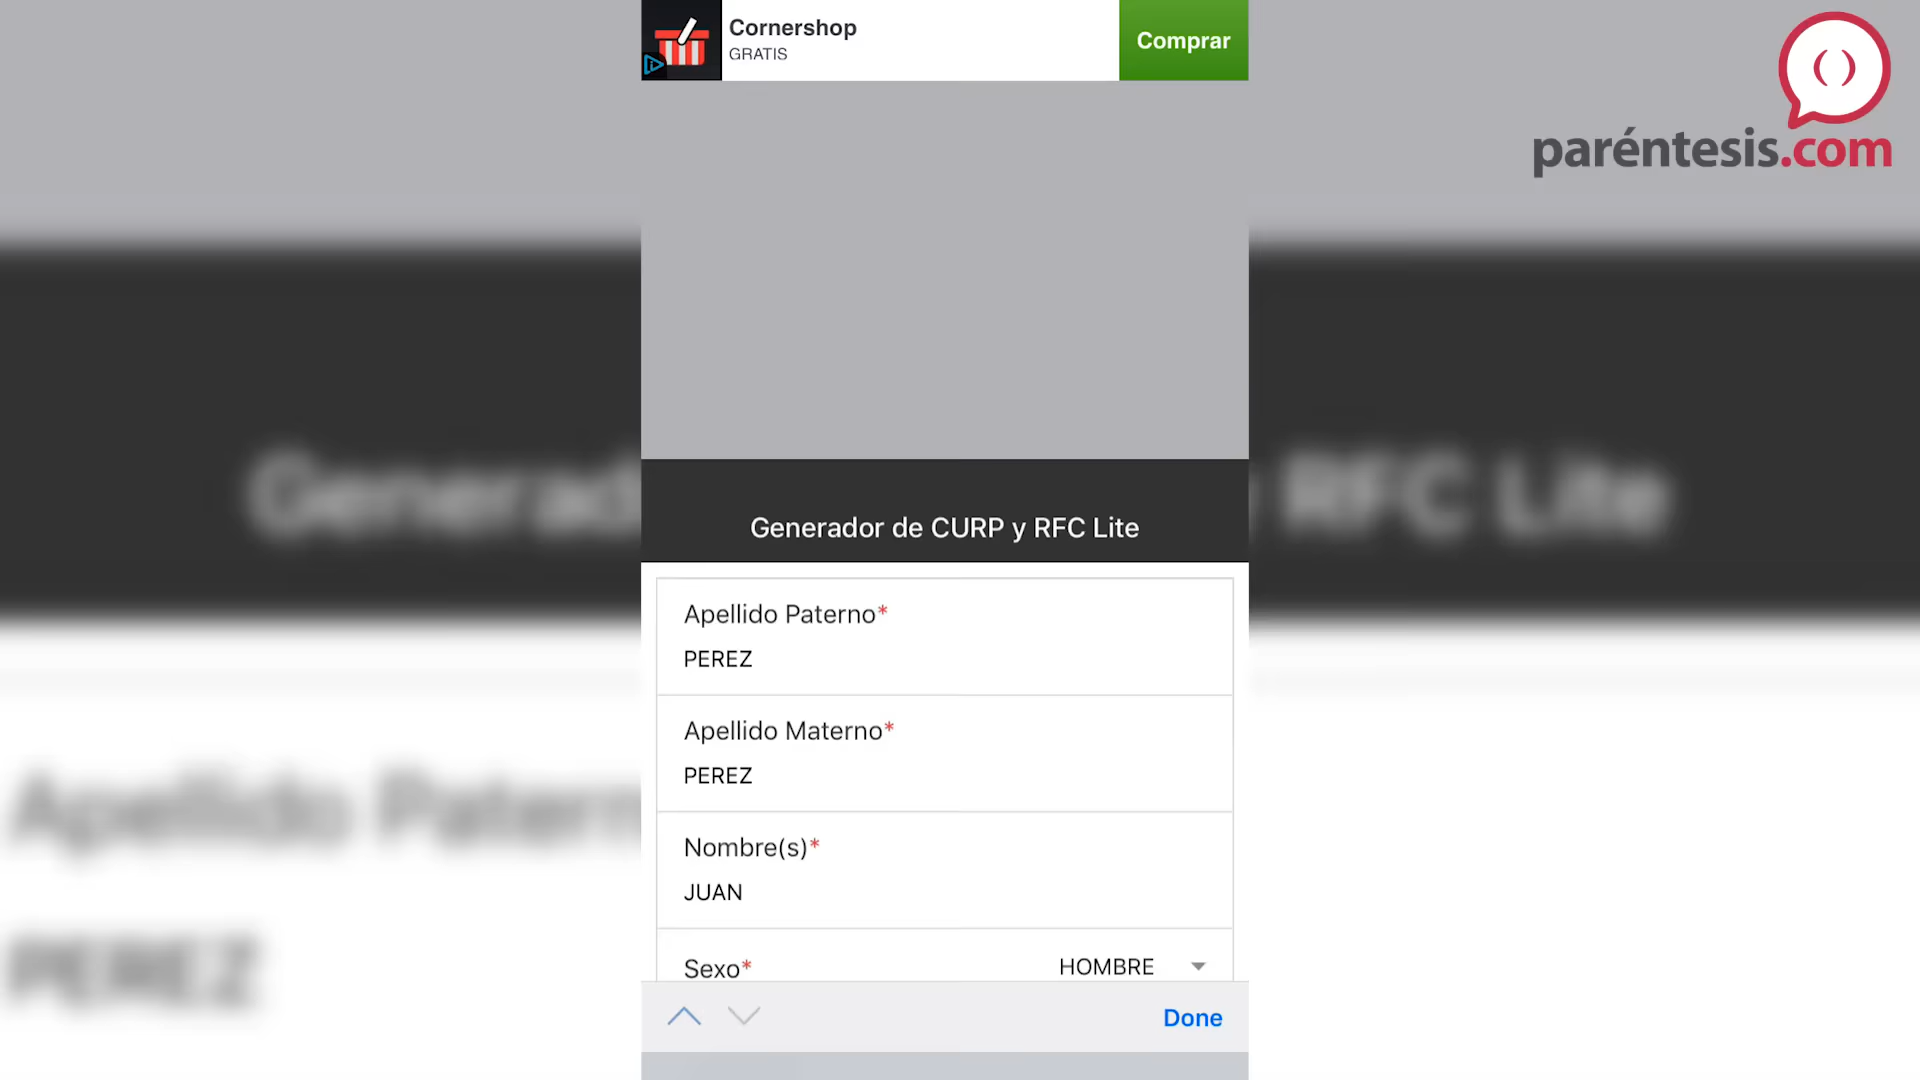 Cornershop
GRATIS
Comprar
paréntesis.com
Generador de CURP y RFC Lite
Apellido Paterno*
PEREZ
Apellido Materno*
PEREZ
Nombre(s)*
JUAN
Sexo*
HOMBRE
Done
Generad
RFC Lite
Apellido Patern
PEREZ